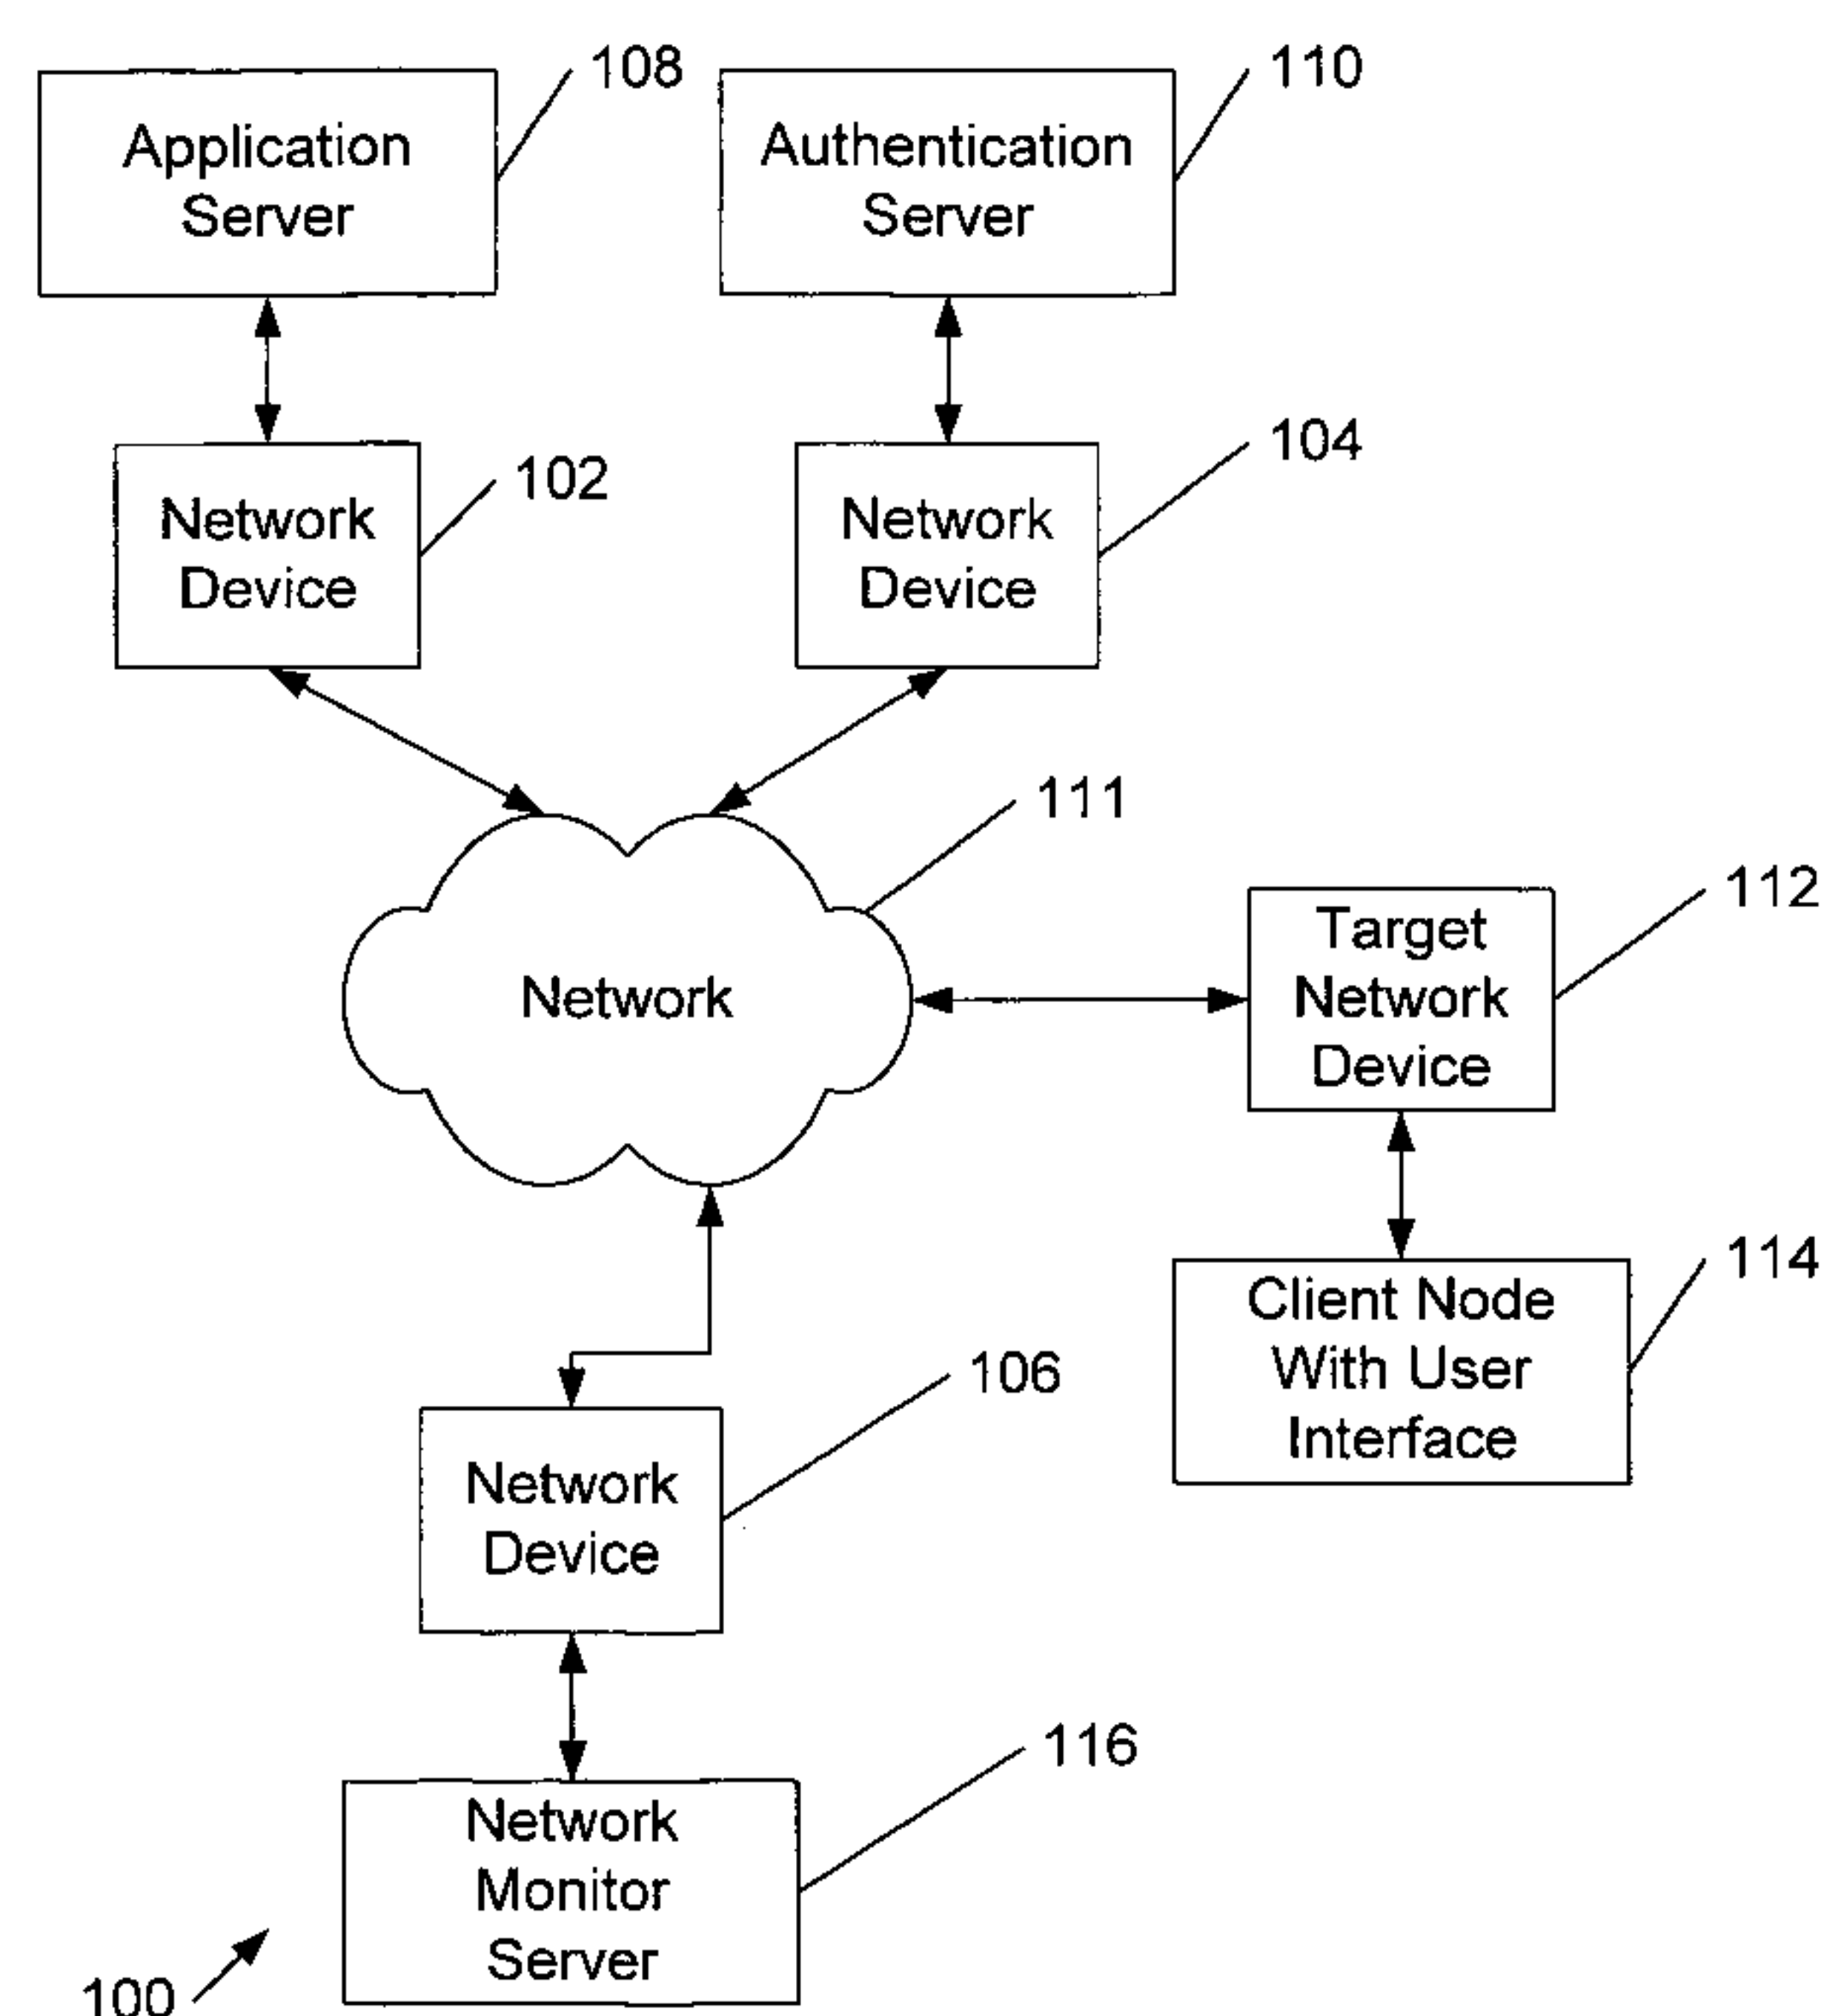 108
110
Application
Server
Authentication
Server
102
104
Network
Device
Network
Device
111
112
Network
Target
Network
Device
114
Client Node
With User
Interface
106
Network
Device
116
Network
Monitor
Server
100